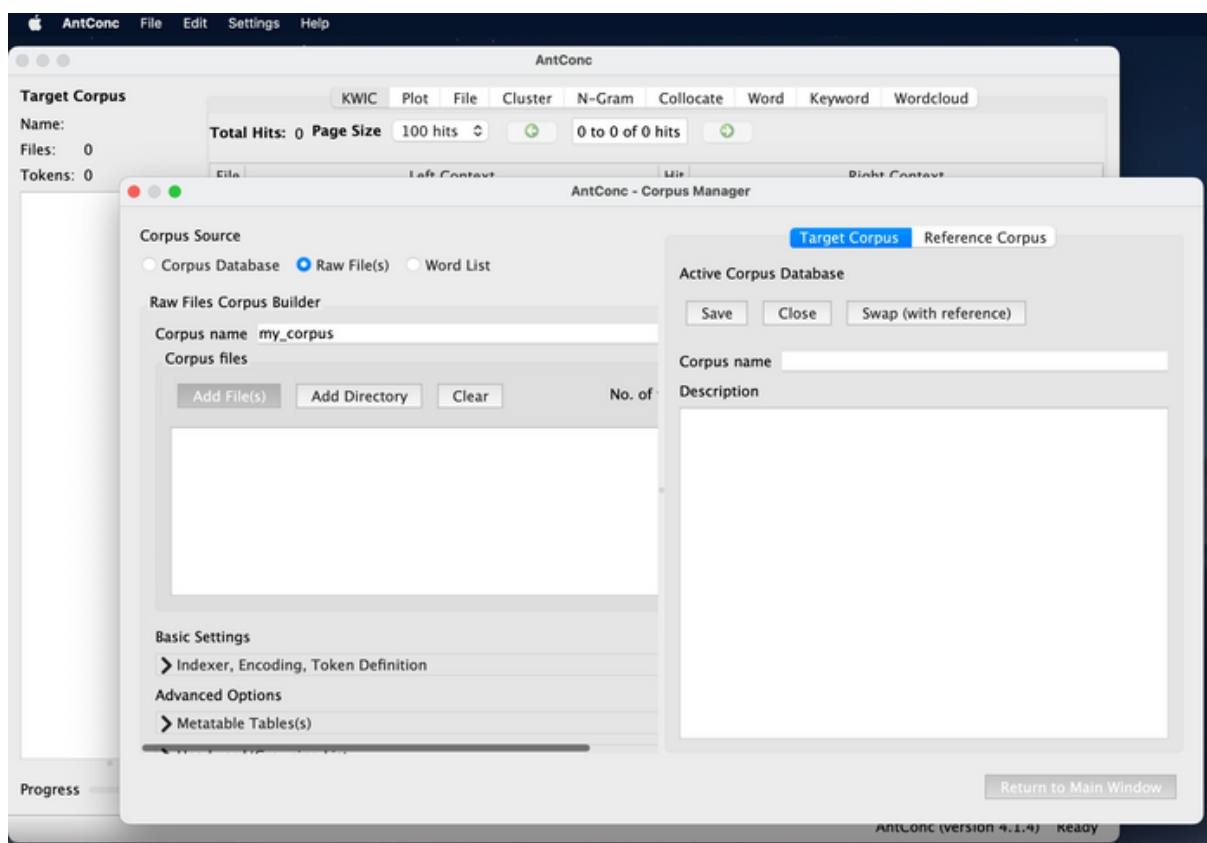 AntConc File Edit Settings Help
AntConc
Target Corpus
Name:
Files: 0
Tokens: 0
KWIC Plot File Cluster N-Gram Collocate Word Keyword Wordcloud
Total Hits: 0 Page Size 100 hits 0 to 0 of 0 hits
File Left Context Hit Right Context
AntConc - Corpus Manager
Corpus Source
Corpus Database Raw File(s) Word List
Raw Files Corpus Builder
Corpus name my_corpus
Corpus files
Add File(s) Add Directory Clear No. of
Basic Settings
Indexer, Encoding, Token Definition
Advanced Options
Metatable Tables(s)
Target Corpus Reference Corpus
Active Corpus Database
Save Close Swap (with reference)
Corpus name
Description
Return to Main Window
Progress
AntConc (version 4.1.4) Ready